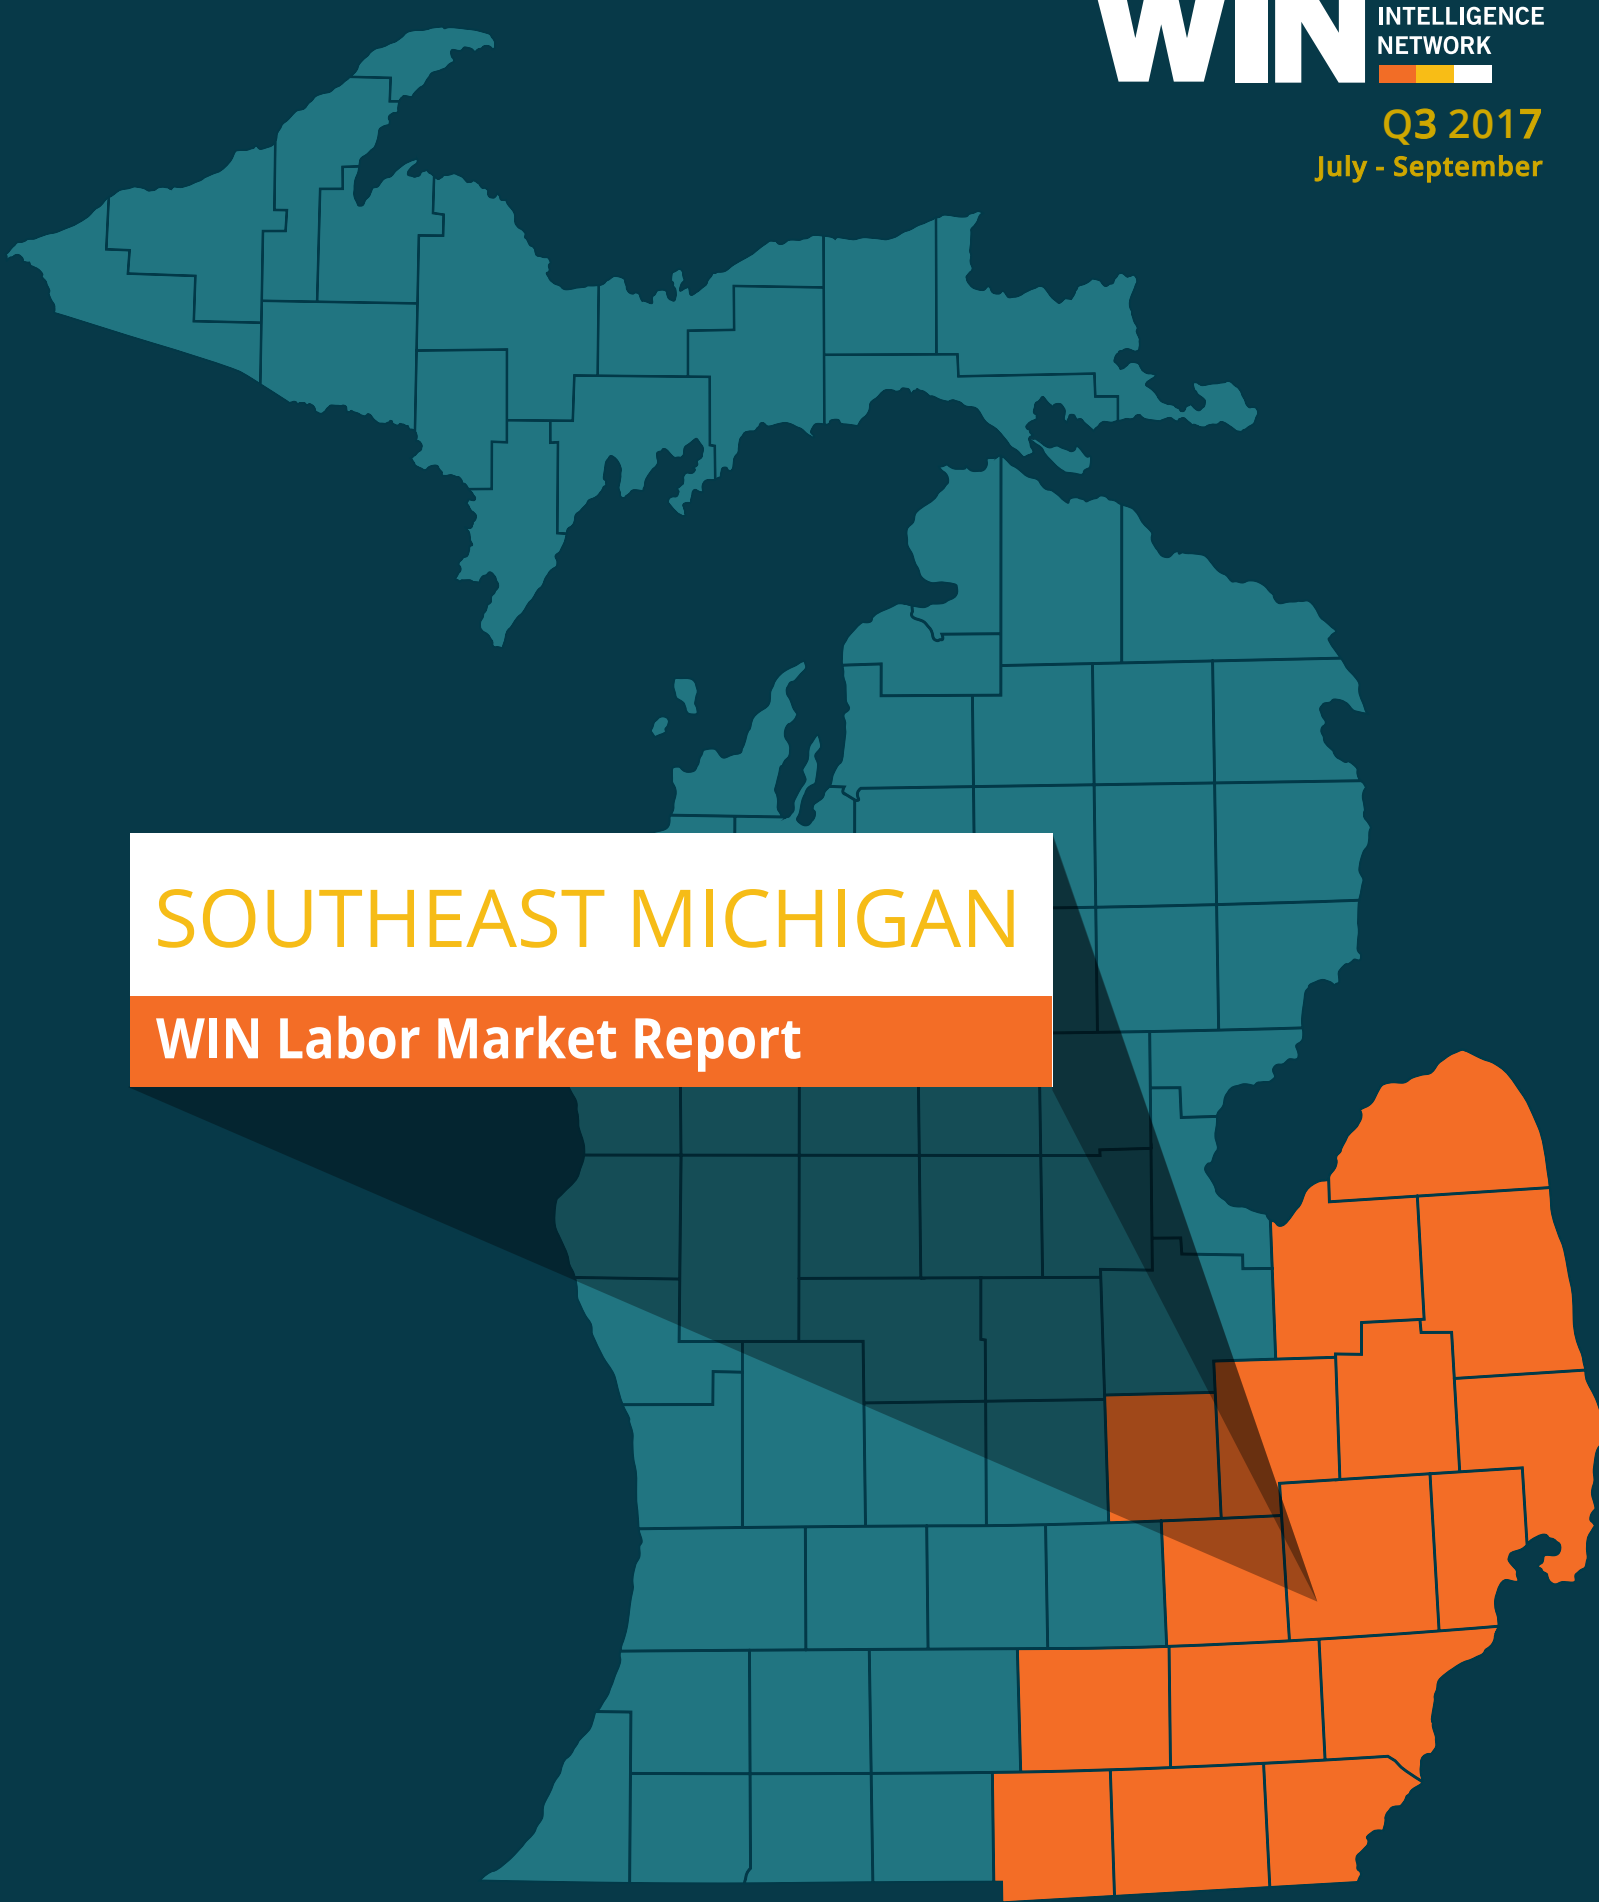 WIN INTELLIGENCE
NETWORK
Q3 2017
July - September
SOUTHEAST MICHIGAN
WIN Labor Market Report